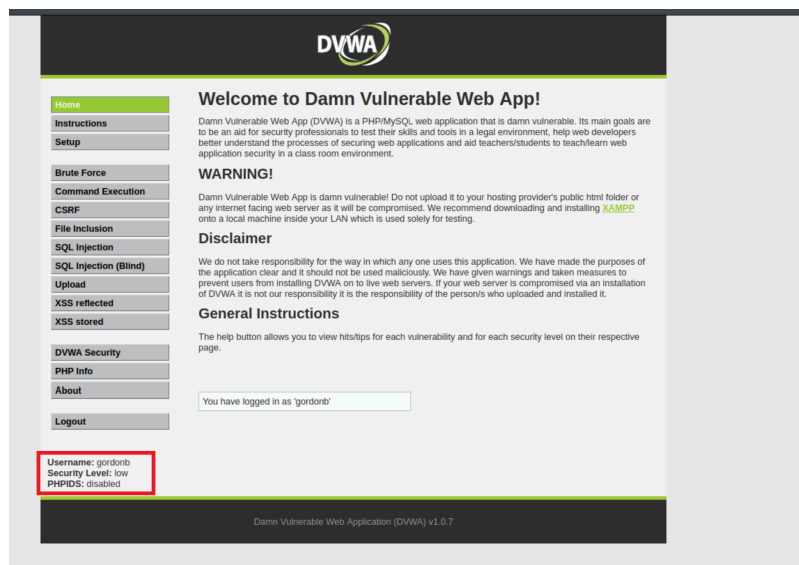 DVWA
Home
Instructions
Setup
Brute Force
Command Execution
CSRF
File Inclusion
SQL Injection
SQL Injection (Blind)
Upload
XSS reflected
XSS stored
DVWA Security
PHP Info
About
Logout
Username: gordonb
Security Level: low
PHPIDS: disabled
Welcome to Damn Vulnerable Web App!
Damn Vulnerable Web App (DVWA) is a PHP/MySQL web application that is damn vulnerable. Its main goals are
to be an aid for security professionals to test their skills and tools in a legal environment, help web developers
better understand the processes of securing web applications and aid teachers/students to teach/learn web
application security in a class room environment.
WARNING!
Damn Vulnerable Web App is damn vulnerable! Do not upload it to your hosting provider's public html folder or
any internet facing web server as it will be compromised. We recommend downloading and installing XAMPP
onto a local machine inside your LAN which is used solely for testing.
Disclaimer
We do not take responsibility for the way in which any one uses this application. We have made the purposes of
the application clear and it should not be used maliciously. We have given warnings and taken measures to
prevent users from installing DVWA on to live web servers. If your web server is compromised via an installation
of DVWA it is not our responsibility it is the responsibility of the person/s who uploaded and installed it.
General Instructions
The help button allows you to view hits/tips for each vulnerability and for each security level on their respective
page.
You have logged in as 'gordonb'
Damn Vulnerable Web Application (DVWA) v1.0.7